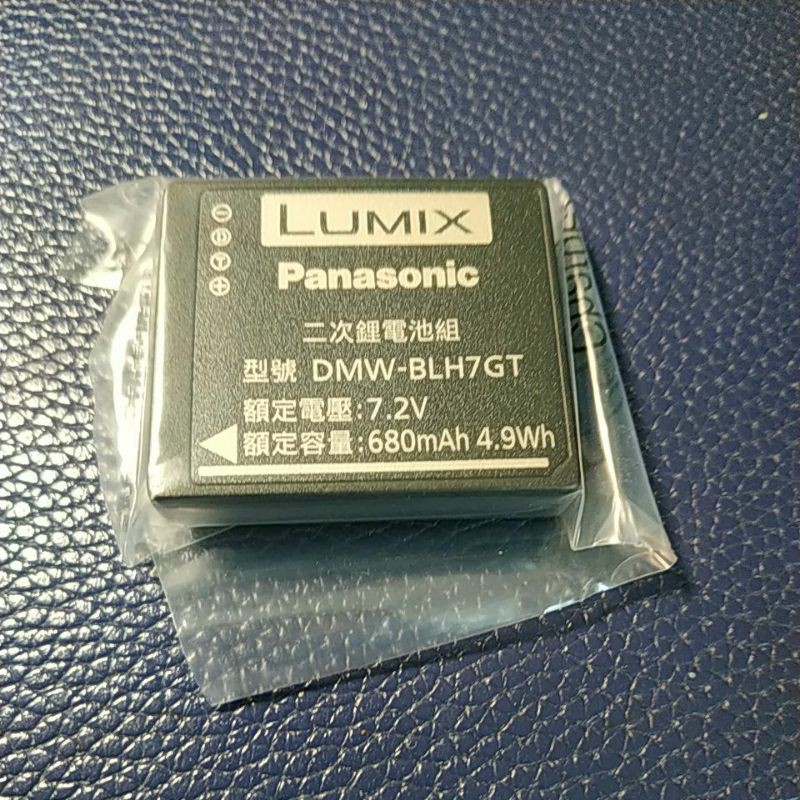 LUMIX
Panasonic
二次鋰電池組
型號 DMW-BLH7GT
額定電壓:7.2V
額定容量:680mAh 4.9Wh